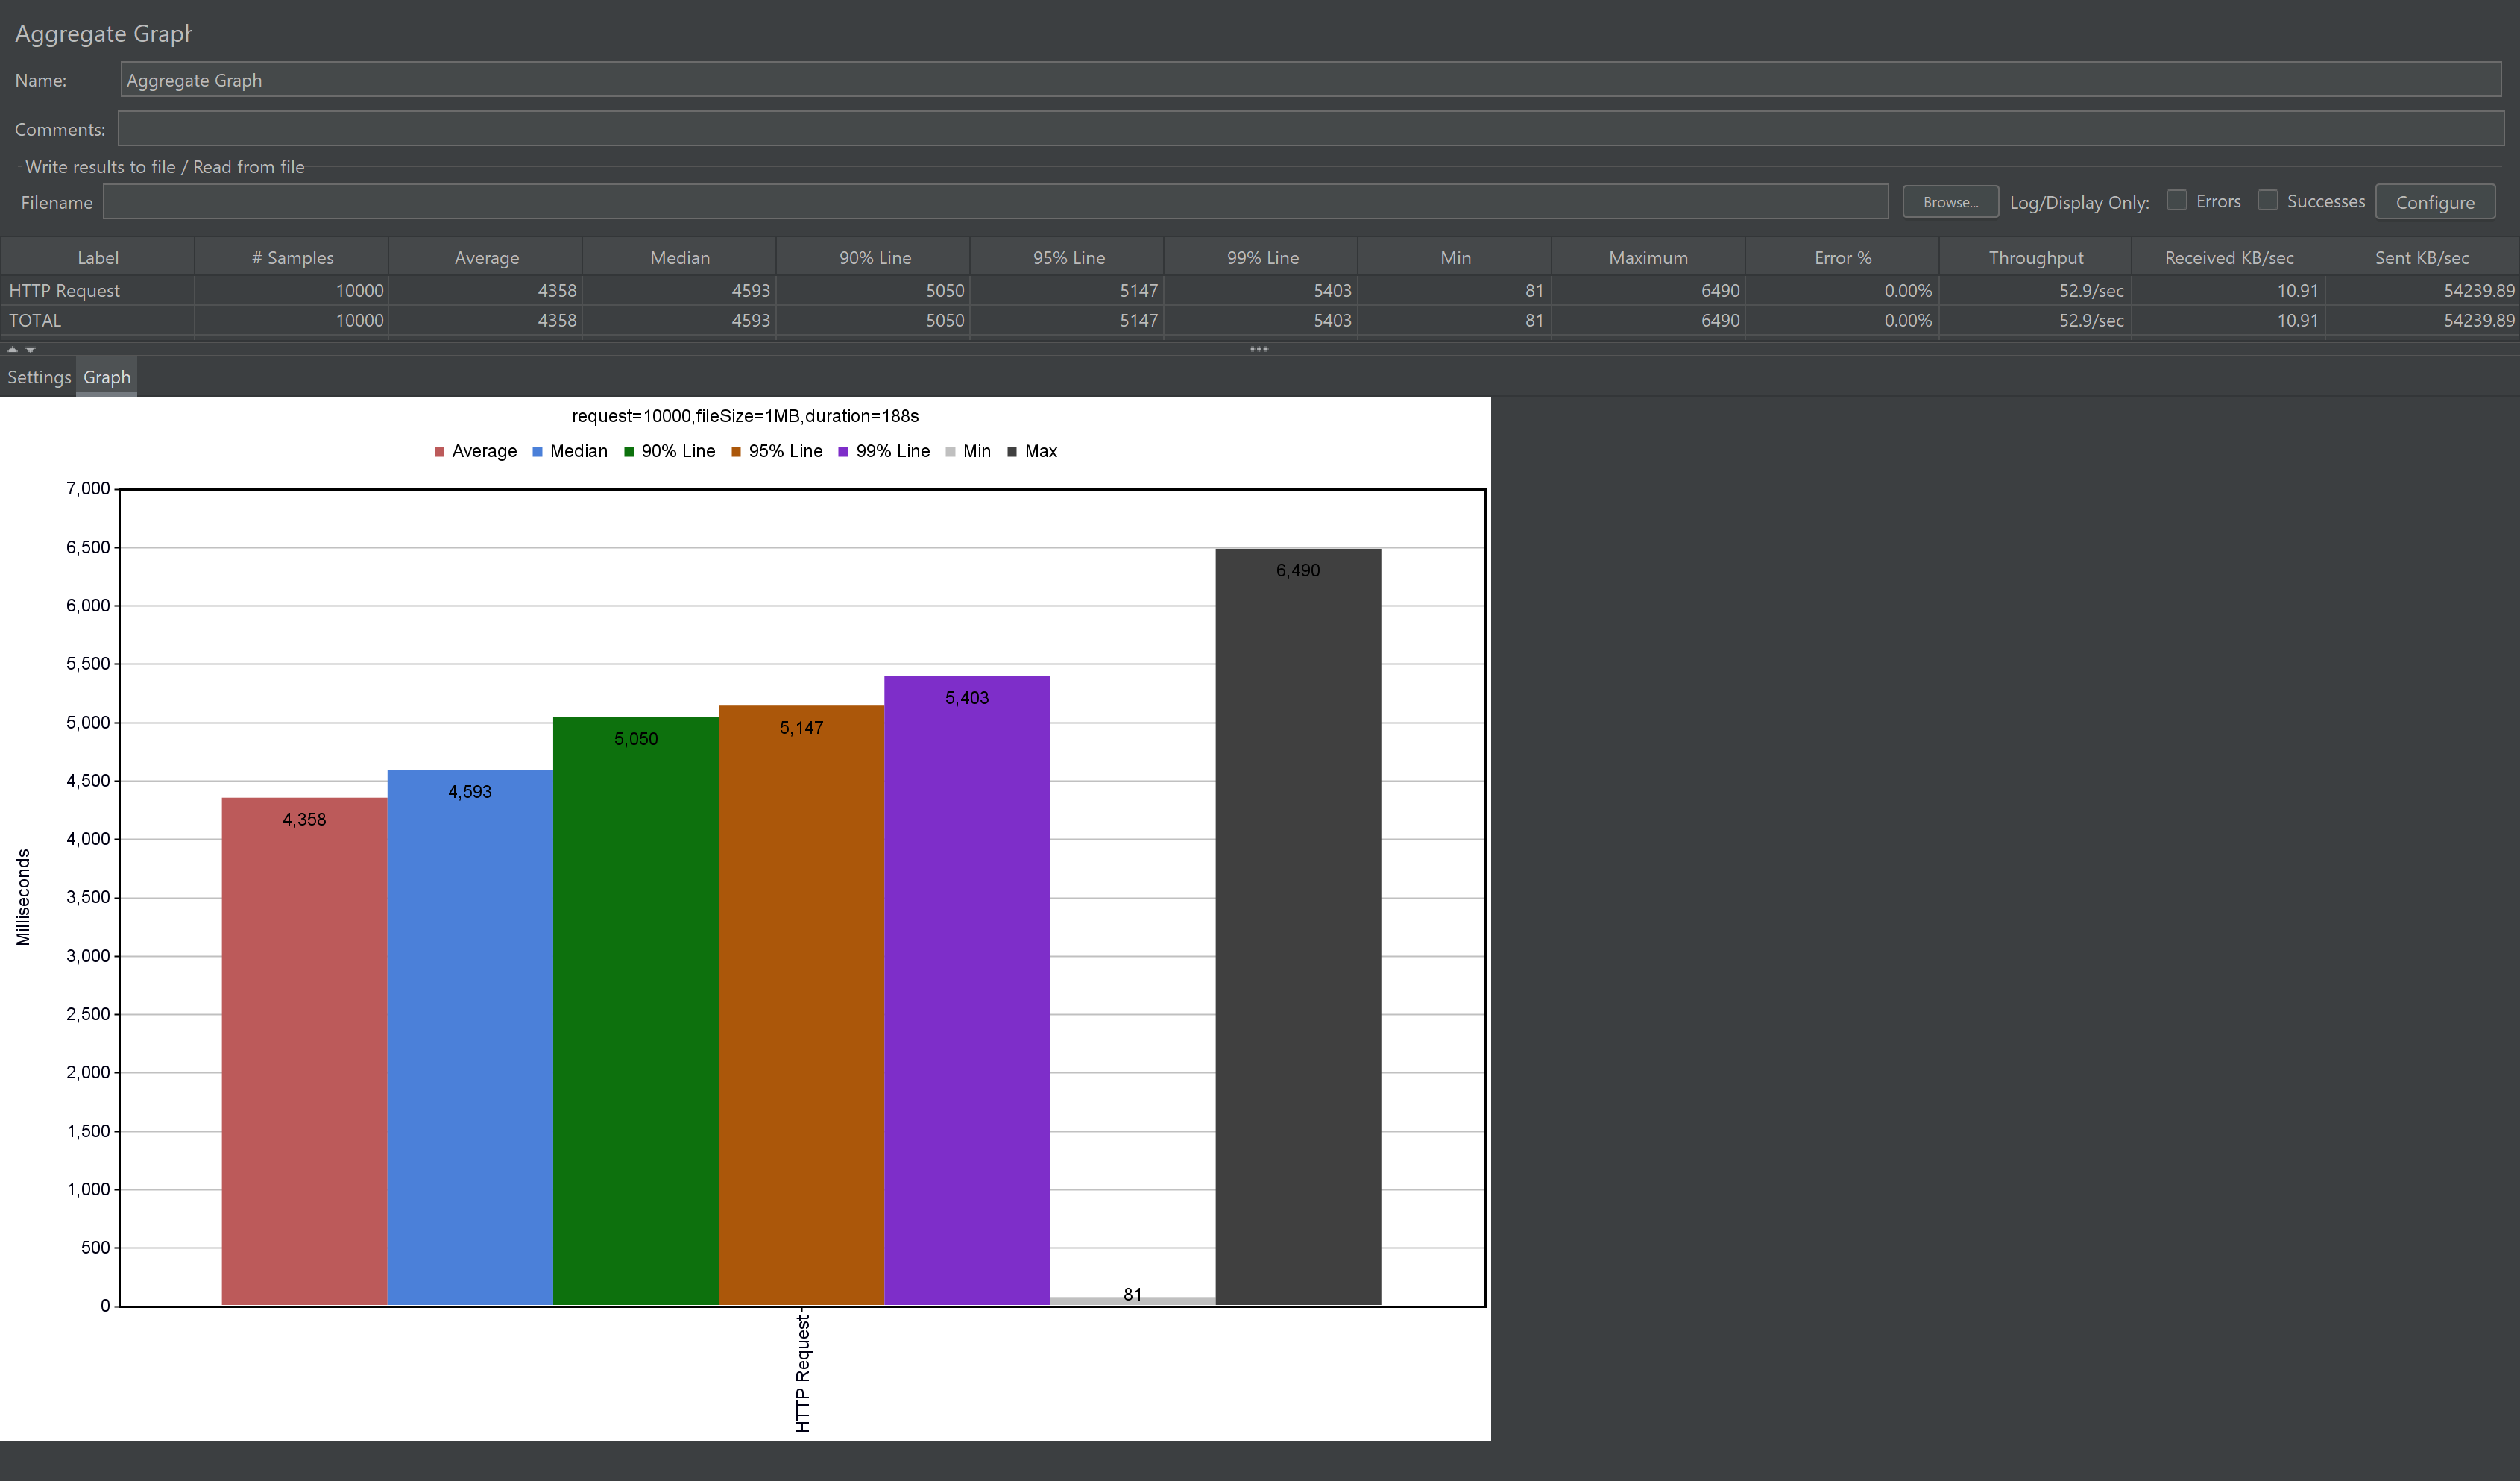 Aggregate Graph
Name: Aggregate Graph
Comments:
Write results to file / Read from file
Filename Browse... Log/Display Only: Errors Successes Configure
Label # Samples Average Median 90% Line 95% Line 99% Line Min Maximum Error % Throughput Received KB/sec Sent KB/sec
HTTP Request 10000 4358 4593 5050 5147 5403 81 6490 0.00% 52.9/sec 10.91 54239.89
TOTAL 10000 4358 4593 5050 5147 5403 81 6490 0.00% 52.9/sec 10.91 54239.89
Settings Graph
request=10000,fileSize=1MB,duration=188s
Average Median 90% Line 95% Line 99% Line Min Max
7,000
6,500
6,000
5,500
5,000
4,500
4,000
3,500
3,000
2,500
2,000
1,500
1,000
500
0
Milliseconds
4,358
4,593
5,050
5,147
5,403
81
6,490
HTTP Request